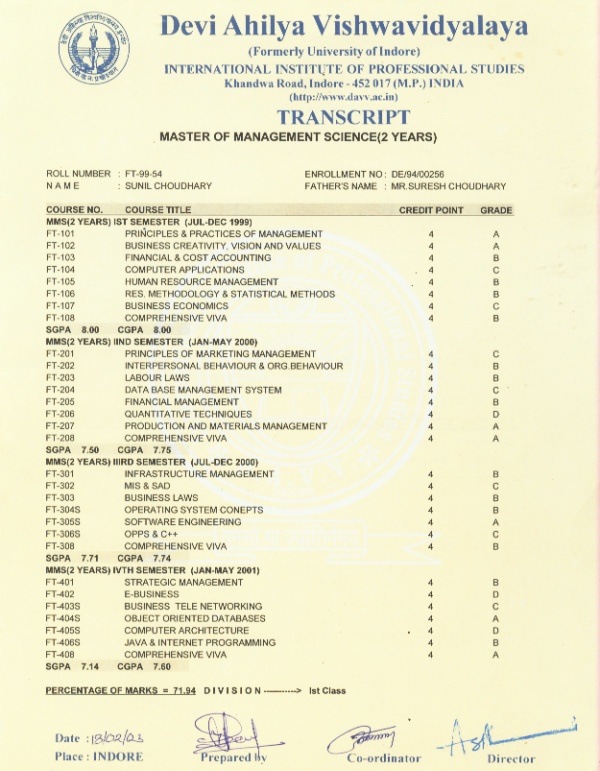 Devi Ahilya Vishwavidyalaya
(Formerly University of Indore)
INTERNATIONAL INSTITUTE OF PROFESSIONAL STUDIES
Khandwa Road, Indore - 452 017 (M.P.) INDIA
(http://www.davv.ac.in)
TRANSCRIPT
MASTER OF MANAGEMENT SCIENCE(2 YEARS)
ROLL NUMBER : FT-99-54 ENROLLMENT NO : DE/94/00256
N A M E : SUNIL CHOUDHARY FATHER'S NAME : MR.SURESH CHOUDHARY
COURSE NO. COURSE TITLE CREDIT POINT GRADE
MMS(2 YEARS) IST SEMESTER (JUL-DEC 1999)
FT-101 PRINCIPLES & PRACTICES OF MANAGEMENT 4 A
FT-102 BUSINESS CREATIVITY, VISION AND VALUES 4 A
FT-103 FINANCIAL & COST ACCOUNTING 4 B
FT-104 COMPUTER APPLICATIONS 4 C
FT-105 HUMAN RESOURCE MANAGEMENT 4 B
FT-106 RES. METHODOLOGY & STATISTICAL METHODS 4 B
FT-107 BUSINESS ECONOMICS 4 C
FT-108 COMPREHENSIVE VIVA 4 B
SGPA 8.00 CGPA 8.00
MMS(2 YEARS) IIND SEMESTER (JAN-MAY 2000)
FT-201 PRINCIPLES OF MARKETING MANAGEMENT 4 C
FT-202 INTERPERSONAL BEHAVIOUR & ORG.BEHAVIOUR 4 B
FT-203 LABOUR LAWS 4 B
FT-204 DATA BASE MANAGEMENT SYSTEM 4 C
FT-205 FINANCIAL MANAGEMENT 4 B
FT-206 QUANTITATIVE TECHNIQUES 4 D
FT-207 PRODUCTION AND MATERIALS MANAGEMENT 4 A
FT-208 COMPREHENSIVE VIVA 4 A
SGPA 7.50 CGPA 7.75
MMS(2 YEARS) IIIRD SEMESTER (JUL-DEC 2000)
FT-301 INFRASTRUCTURE MANAGEMENT 4 B
FT-302 MIS & SAD 4 C
FT-303 BUSINESS LAWS 4 B
FT-304S OPERATING SYSTEM CONEPTS 4 B
FT-305S SOFTWARE ENGINEERING 4 A
FT-306S OPPS & C++ 4 C
FT-308 COMPREHENSIVE VIVA 4 B
SGPA 7.71 CGPA 7.74
MMS(2 YEARS) IVTH SEMESTER (JAN-MAY 2001)
FT-401 STRATEGIC MANAGEMENT 4 B
FT-402 E-BUSINESS 4 D
FT-403S BUSINESS TELE NETWORKING 4 C
FT-404S OBJECT ORIENTED DATABASES 4 A
FT-405S COMPUTER ARCHITECTURE 4 D
FT-406S JAVA & INTERNET PROGRAMMING 4 B
FT-408 COMPREHENSIVE VIVA 4 A
SGPA 7.14 CGPA 7.60
PERCENTAGE OF MARKS = 71.94 D I V I S I O N ----------> Ist Class
Date :18/02/03
Place : INDORE Prepared by Co-ordinator Director